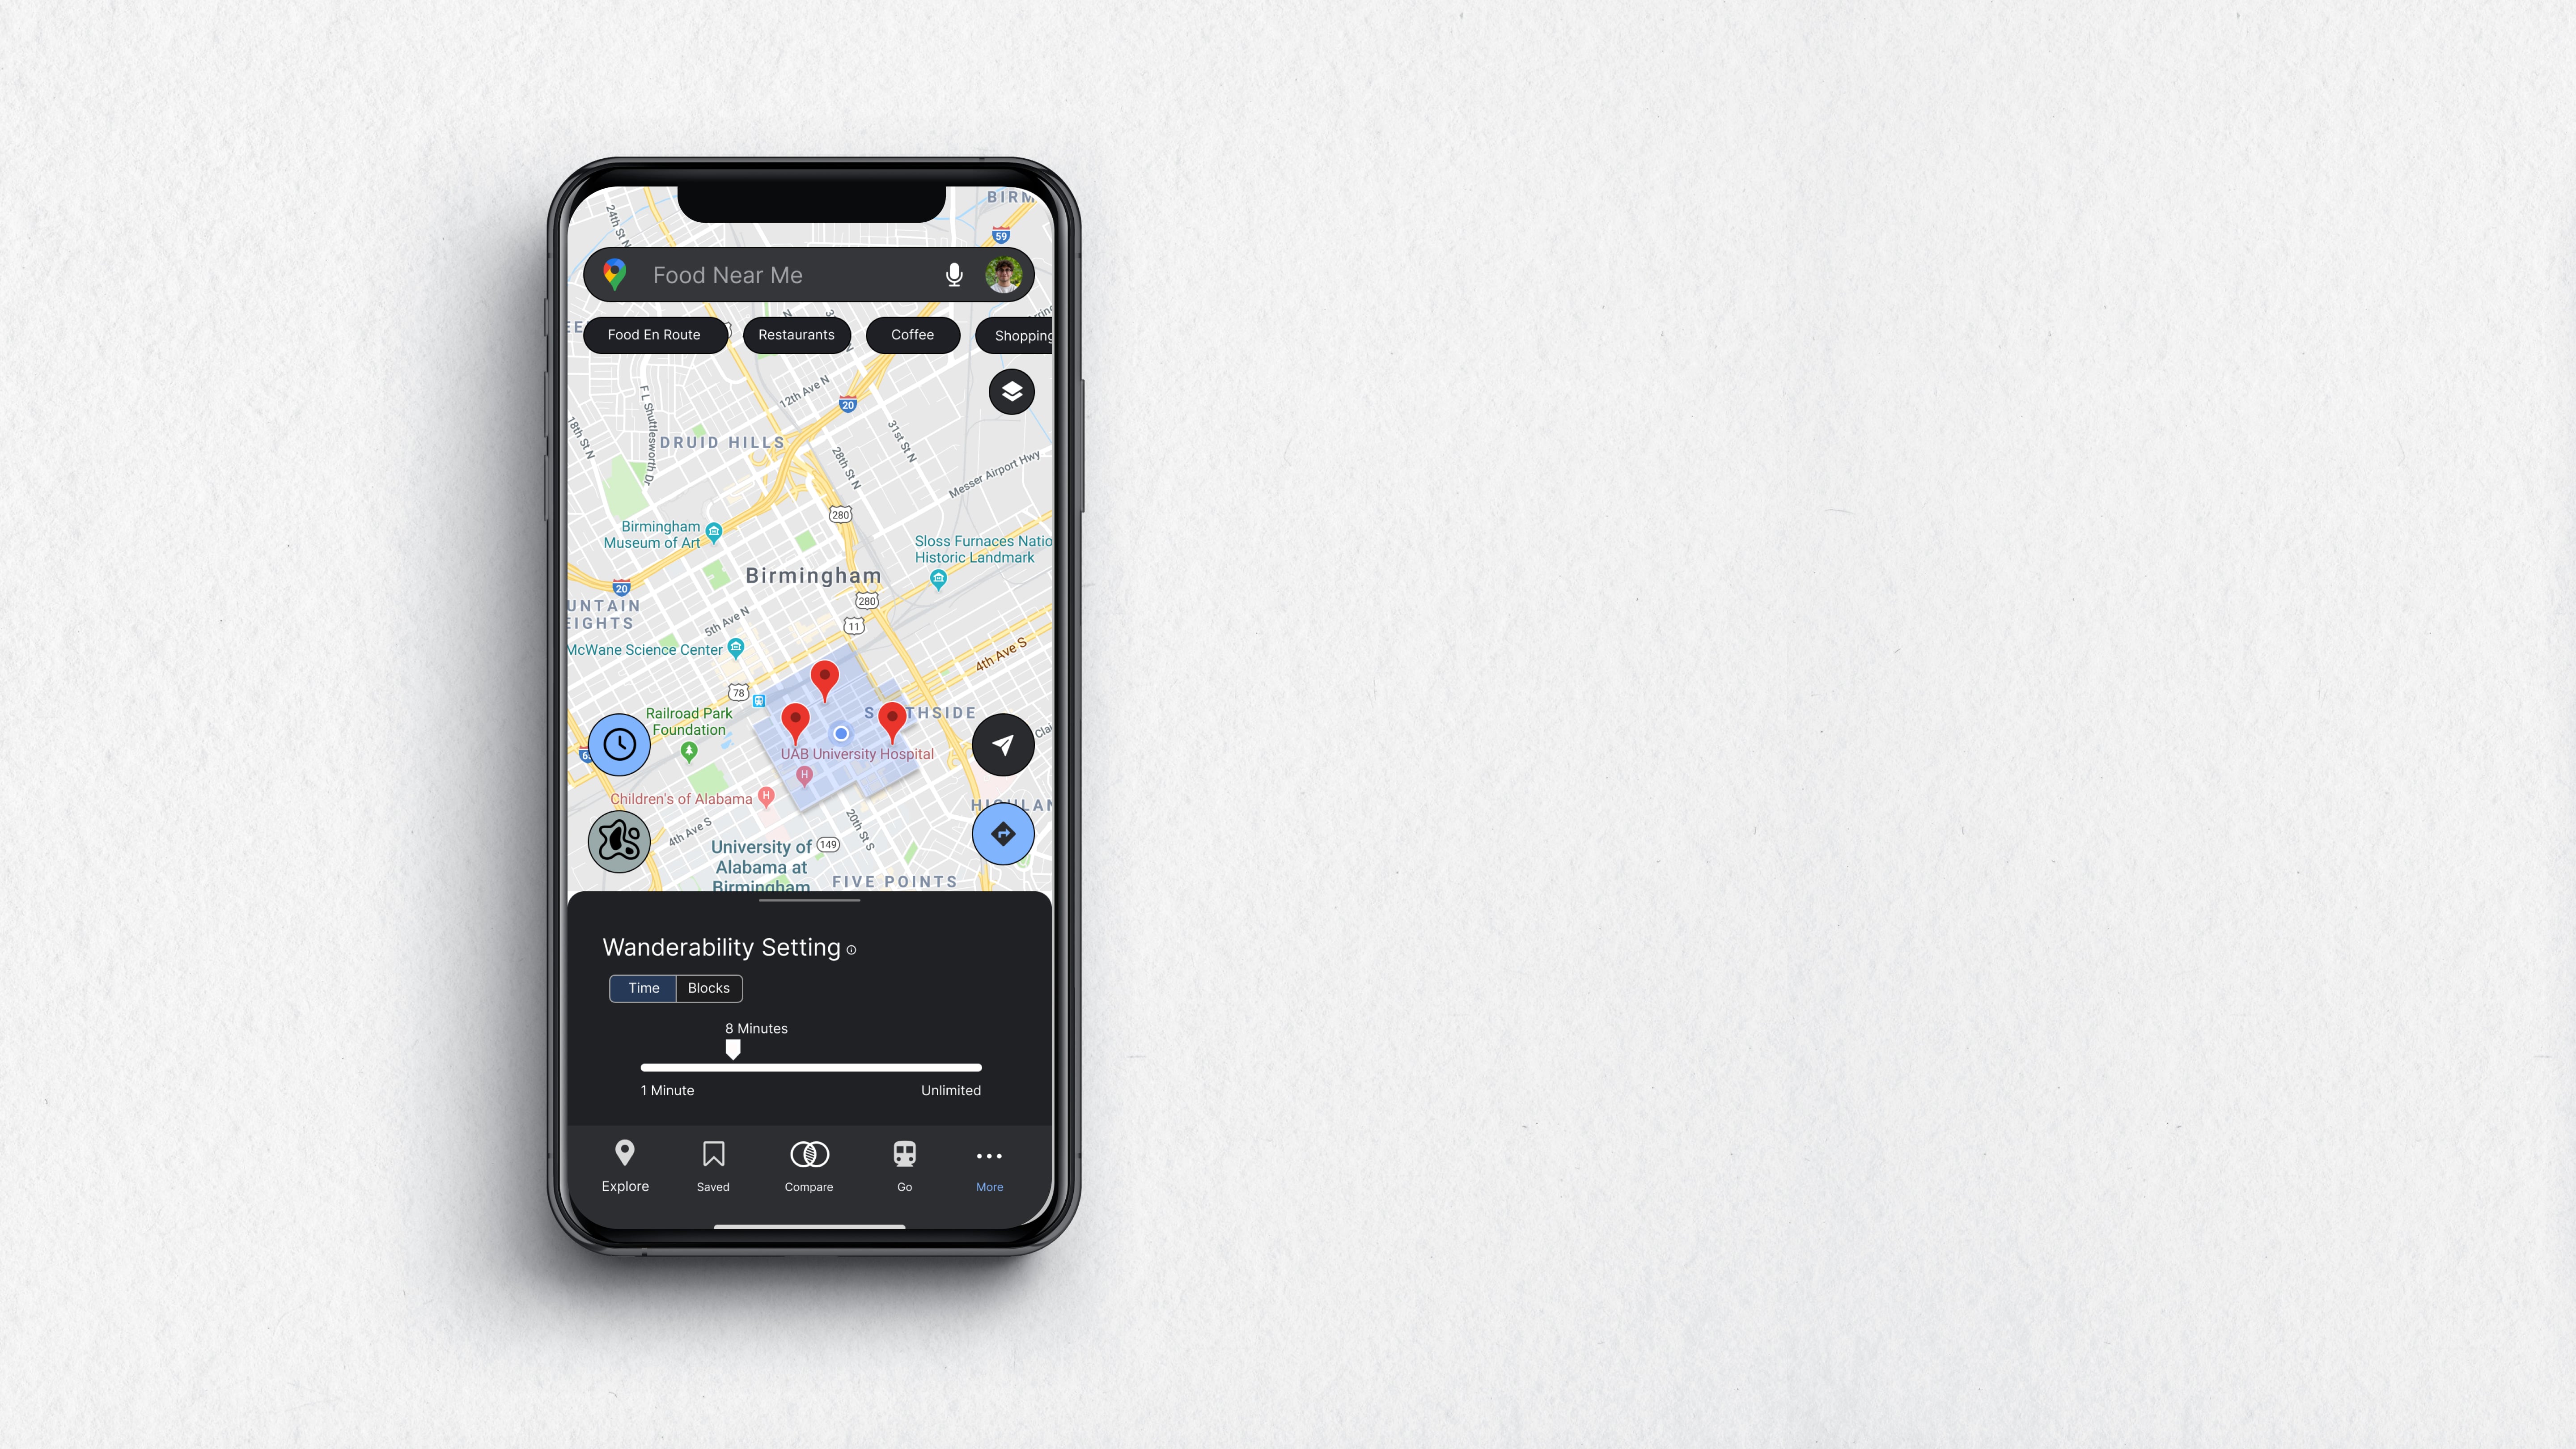 BIRM
24th St N
59
Food Near Me
Food En Route
Restaurants
Coffee
Shopping
12th Ave N
20
F L Shuttlesworth Dr
18th St N
DRUID HILLS
31st St N
28th St N
Messer Airport Hwy
280
Birmingham
Museum of Art
Sloss Furnaces Natio
Historic Landmark
Birmingham
20
280
UNTAIN
EIGHTS
11
5th Ave N
McWane Science Center
4th Ave S
78
Railroad Park
Foundation
S THSIDE
Cla
UAB University Hospital
H
Children's of Alabama
H
HIGHLAN
4th Ave S
20th St S
149
University of
Alabama at
Birmingham
FIVE POINTS
Wanderability Setting
Time
Blocks
8 Minutes
1 Minute
Unlimited
Explore
Saved
Compare
Go
More